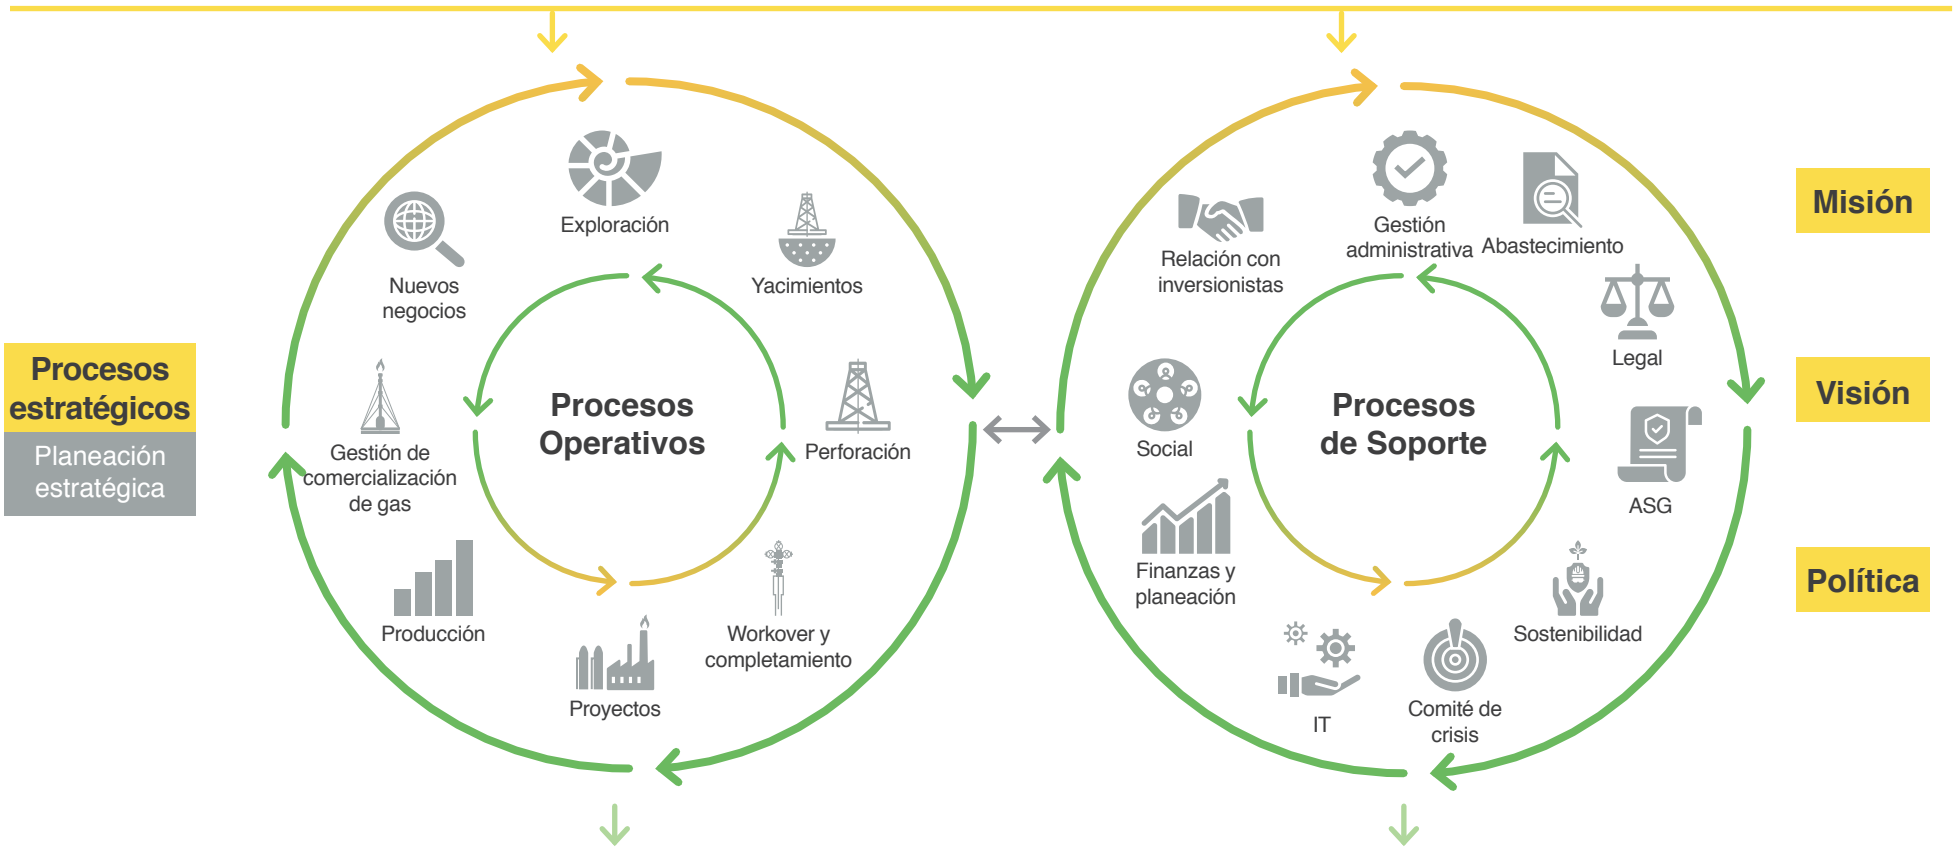 Procesos
estratégicos
Planeación
estratégica
Procesos
Operativos
Exploración
Yacimientos
Perforación
Workover y
completamiento
Proyectos
Producción
Gestión de
comercialización
de gas
Nuevos
negocios
Procesos
de Soporte
Gestión
administrativa
Abastecimiento
Legal
ASG
Sostenibilidad
Comité de
crisis
IT
Finanzas y
planeación
Social
Relación con
inversionistas
Misión
Visión
Política